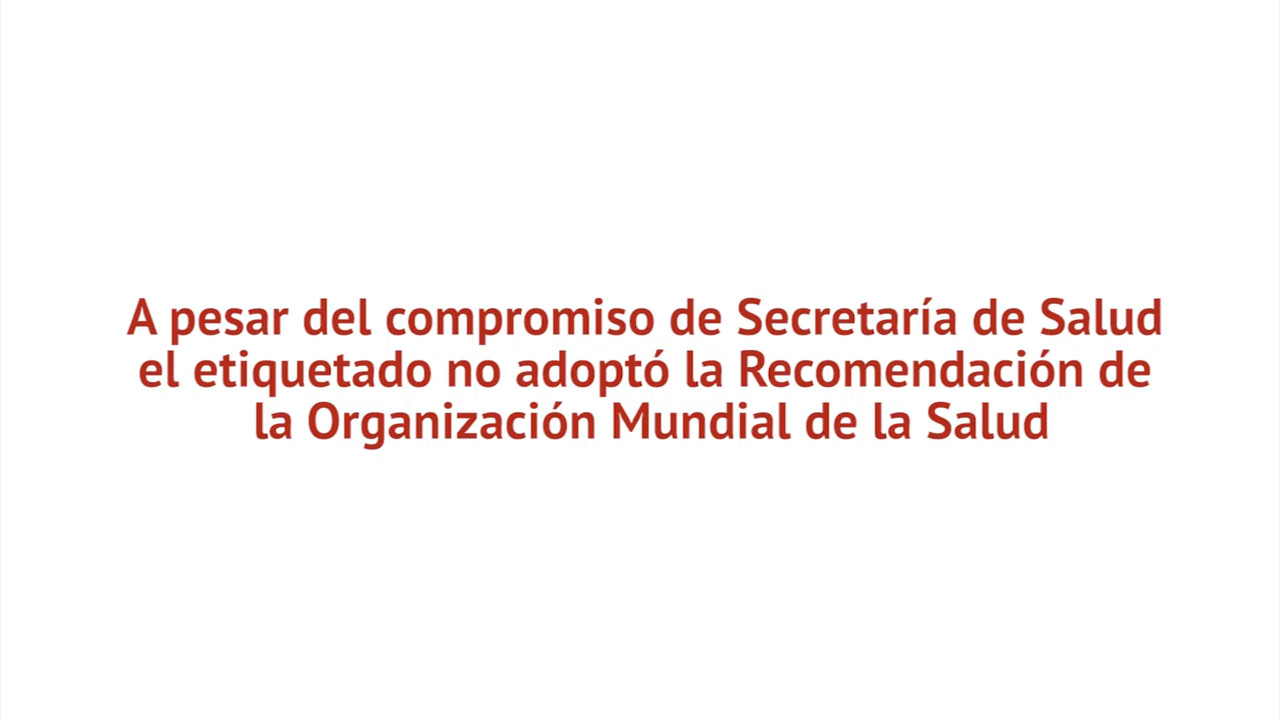 A pesar del compromiso de Secretaría de Salud
el etiquetado no adoptó la Recomendación de
la Organización Mundial de la Salud